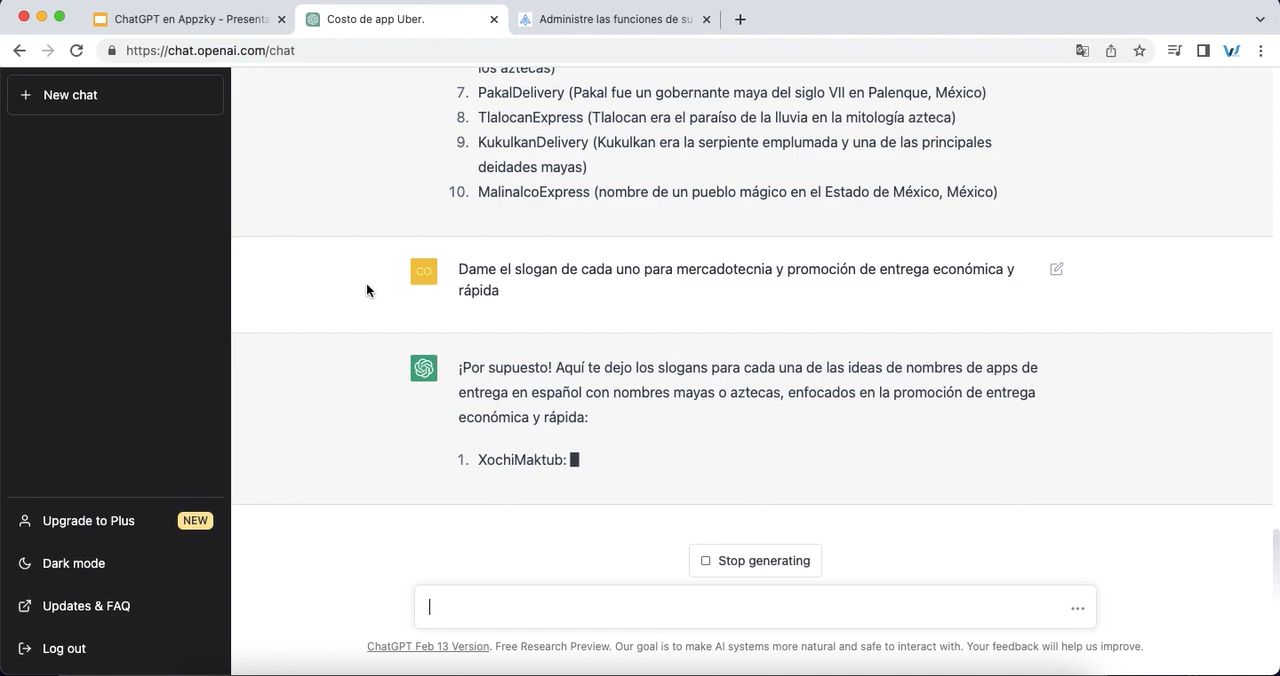 ChatGPT en Appzky - Presenta
Costo de app Uber.
Administre las funciones de su
https://chat.openai.com/chat
New chat
los aztecas)
7. PakalDelivery (Pakal fue un gobernante maya del siglo VII en Palenque, México)
8. TlalocanExpress (Tlalocan era el paraíso de la lluvia en la mitología azteca)
9. KukulkanDelivery (Kukulkan era la serpiente emplumada y una de las principales
deidades mayas)
10. MalinalcoExpress (nombre de un pueblo mágico en el Estado de México, México)
CO
Dame el slogan de cada uno para mercadotecnia y promoción de entrega económica y
rápida
¡Por supuesto! Aquí te dejo los slogans para cada una de las ideas de nombres de apps de
entrega en español con nombres mayas o aztecas, enfocados en la promoción de entrega
económica y rápida:
1. XochiMaktub:
Upgrade to Plus NEW
Dark mode
Updates & FAQ
Log out
Stop generating
ChatGPT Feb 13 Version. Free Research Preview. Our goal is to make AI systems more natural and safe to interact with. Your feedback will help us improve.